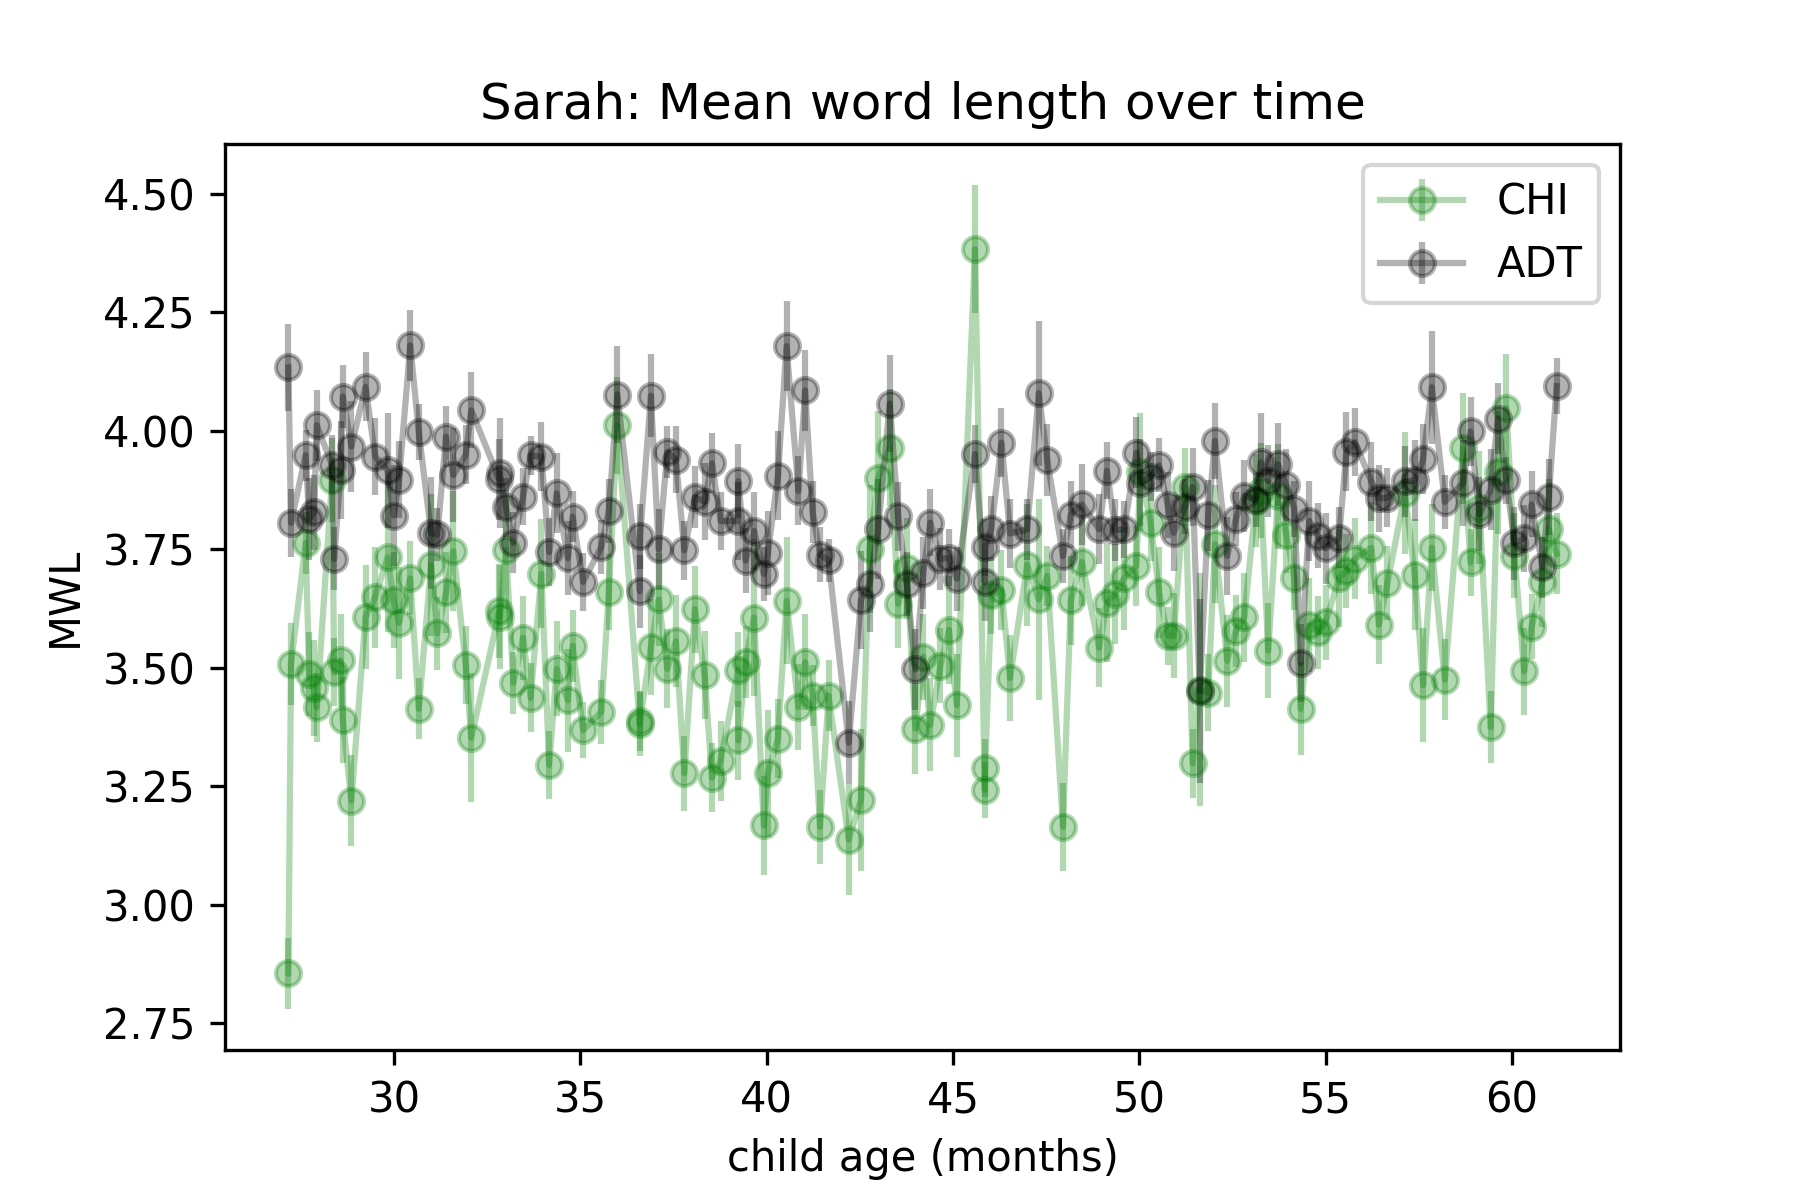 Sarah: Mean word length over time
CHI
ADT
MWL
4.50
4.25
4.00
3.75
3.50
3.25
3.00
2.75
30 35 40 45 50 55 60
child age (months)